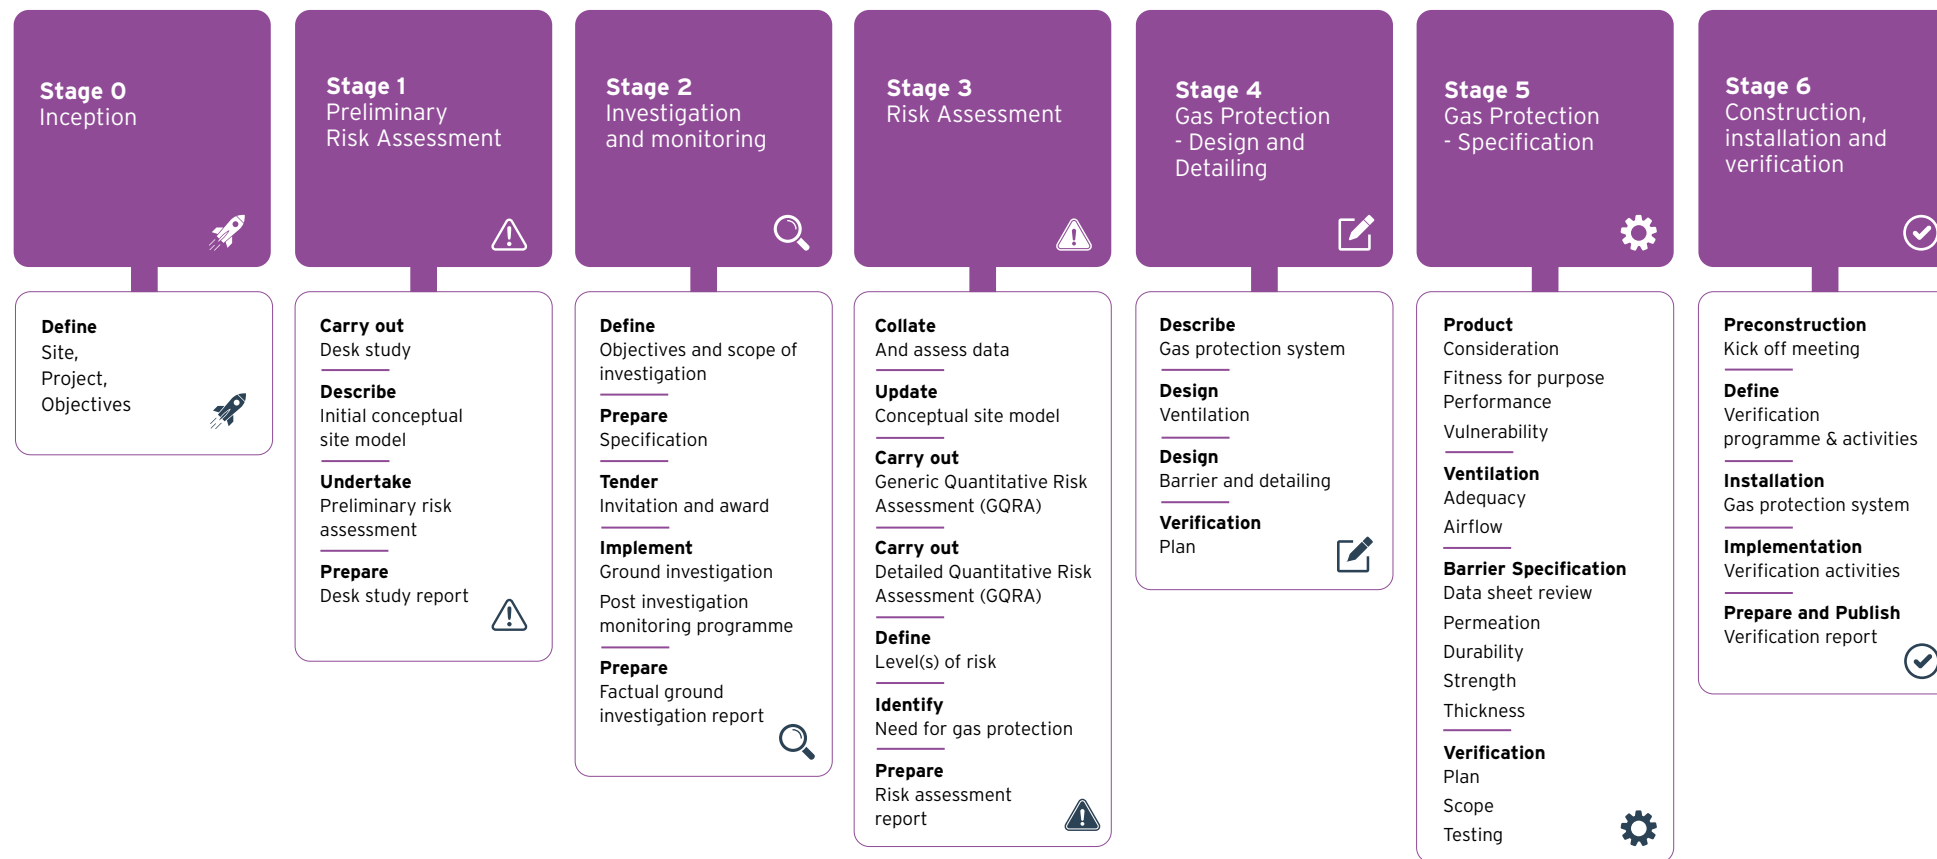 Stage 0
Inception
Define
Site,
Project,
Objectives
Stage 1
Preliminary
Risk Assessment
Carry out
Desk study
Describe
Initial conceptual
site model
Undertake
Preliminary risk
assessment
Prepare
Desk study report
Stage 2
Investigation
and monitoring
Define
Objectives and scope of
investigation
Prepare
Specification
Tender
Invitation and award
Implement
Ground investigation
Post investigation
monitoring programme
Prepare
Factual ground
investigation report
Stage 3
Risk Assessment
Collate
And assess data
Update
Conceptual site model
Carry out
Generic Quantitative Risk
Assessment (GQRA)
Carry out
Detailed Quantitative Risk
Assessment (GQRA)
Define
Level(s) of risk
Identify
Need for gas protection
Prepare
Risk assessment
report
Stage 4
Gas Protection
- Design and
Detailing
Describe
Gas protection system
Design
Ventilation
Design
Barrier and detailing
Verification
Plan
Stage 5
Gas Protection
- Specification
Product
Consideration
Fitness for purpose
Performance
Vulnerability
Ventilation
Adequacy
Airflow
Barrier Specification
Data sheet review
Permeation
Durability
Strength
Thickness
Verification
Plan
Scope
Testing
Stage 6
Construction,
installation and
verification
Preconstruction
Kick off meeting
Define
Verification
programme & activities
Installation
Gas protection system
Implementation
Verification activities
Prepare and Publish
Verification report